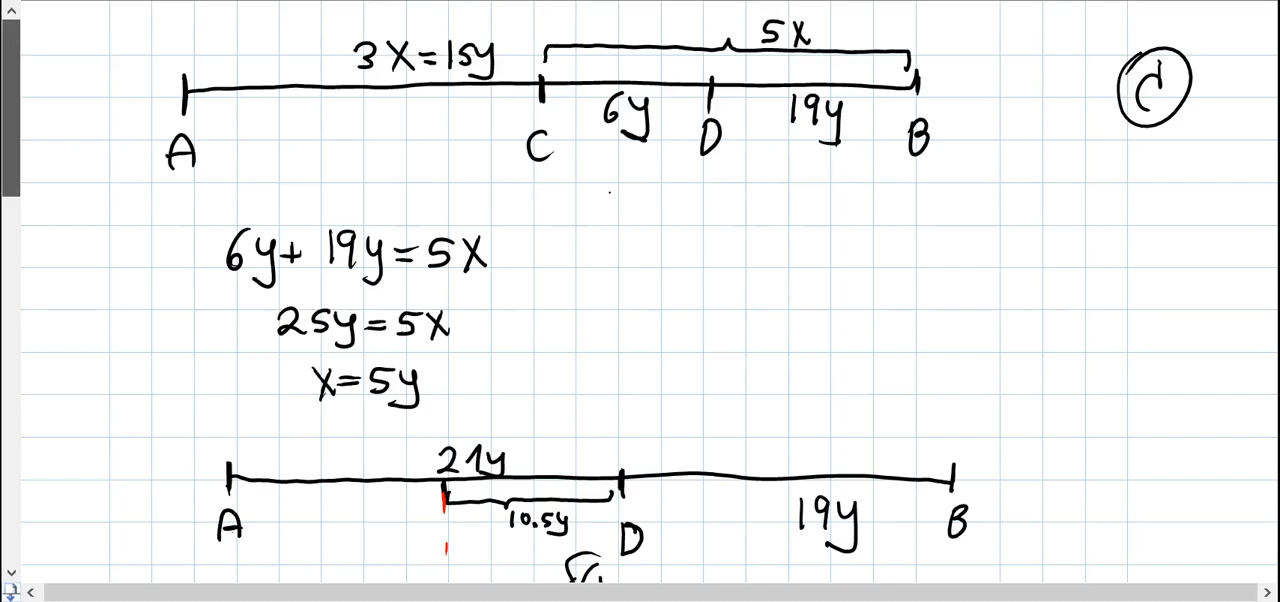 5x
3x=15y
6y 19y
A C D B
6y+19y=5x
25y=5x
x=5y
21y
10.5y 19y
A D B